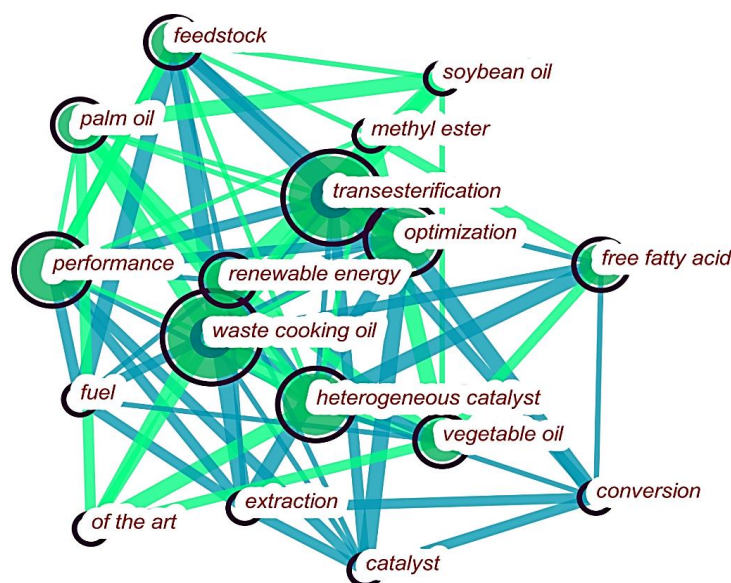 feedstock
soybean oil
palm oil
methyl ester
transesterification
optimization
performance
renewable energy
free fatty acid
waste cooking oil
fuel
heterogeneous catalyst
vegetable oil
of the art
extraction
conversion
catalyst